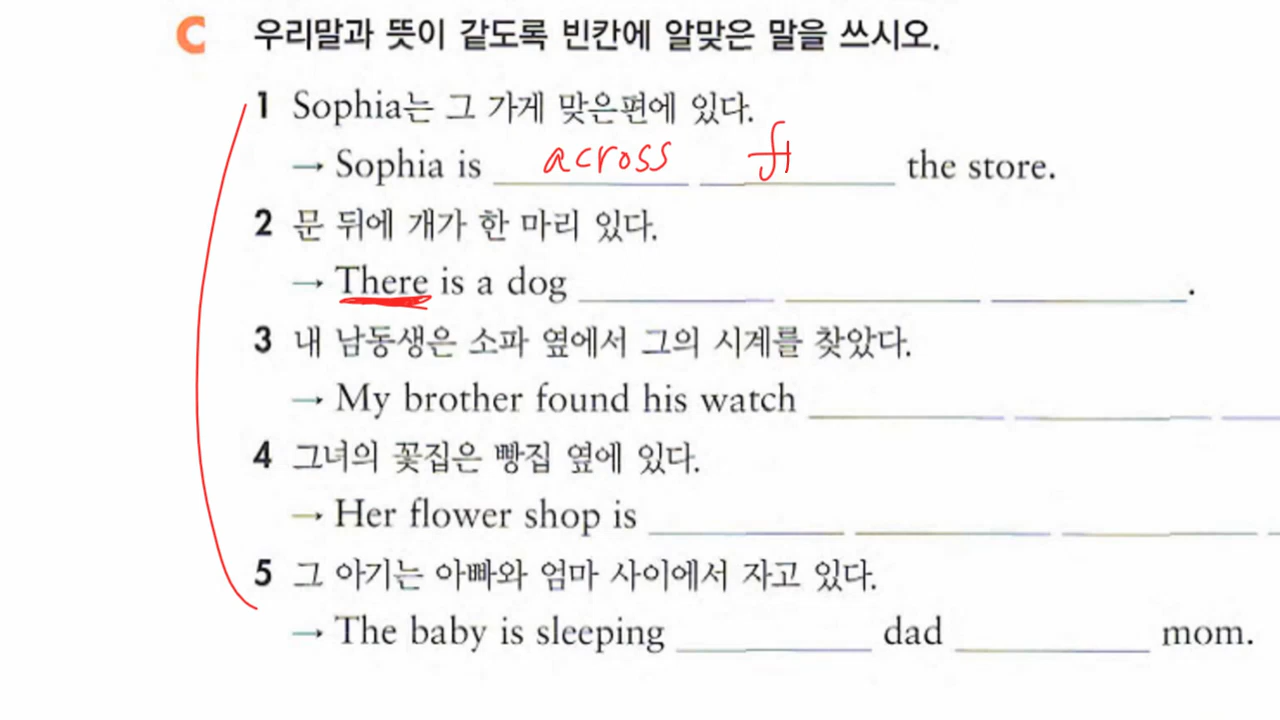 C 우리말과 뜻이 같도록 빈칸에 알맞은 말을 쓰시오.
1 Sophia는 그 가게 맞은편에 있다.
→ Sophia is across the store.
2 문 뒤에 개가 한 마리 있다.
→ There is a dog .
3 내 남동생은 소파 옆에서 그의 시계를 찾았다.
→ My brother found his watch
4 그녀의 꽃집은 빵집 옆에 있다.
→ Her flower shop is
5 그 아기는 아빠와 엄마 사이에서 자고 있다.
→ The baby is sleeping dad mom.